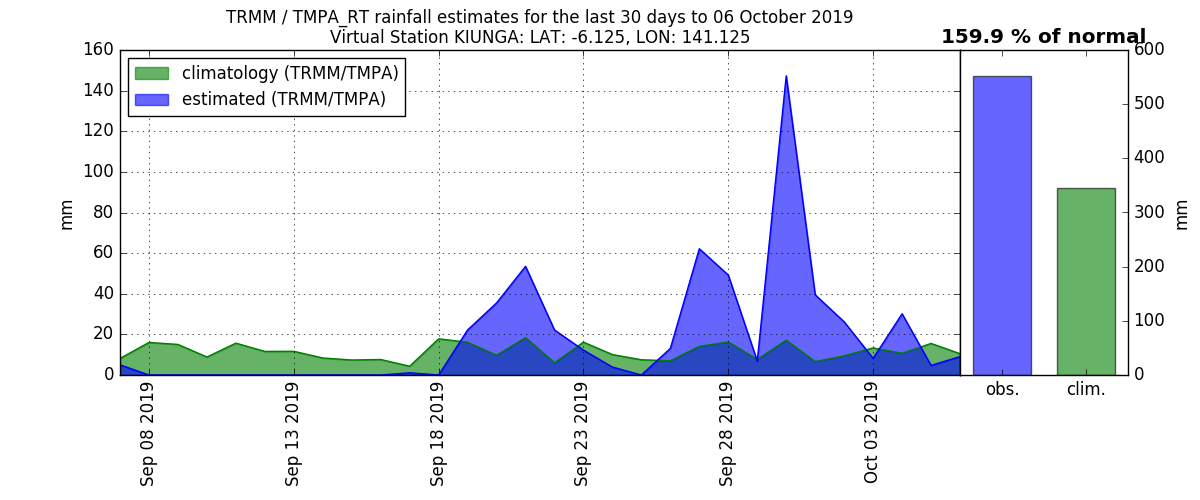 TRMM / TMPA_RT rainfall estimates for the last 30 days to 06 October 2019
Virtual Station KIUNGA: LAT: -6.125, LON: 141.125
159.9 % of normal
climatology (TRMM/TMPA)
estimated (TRMM/TMPA)
mm
160
140
120
100
80
60
40
20
0
Sep 08 2019
Sep 13 2019
Sep 18 2019
Sep 23 2019
Sep 28 2019
Oct 03 2019
obs.
clim.
600
500
400
300
200
100
0
mm